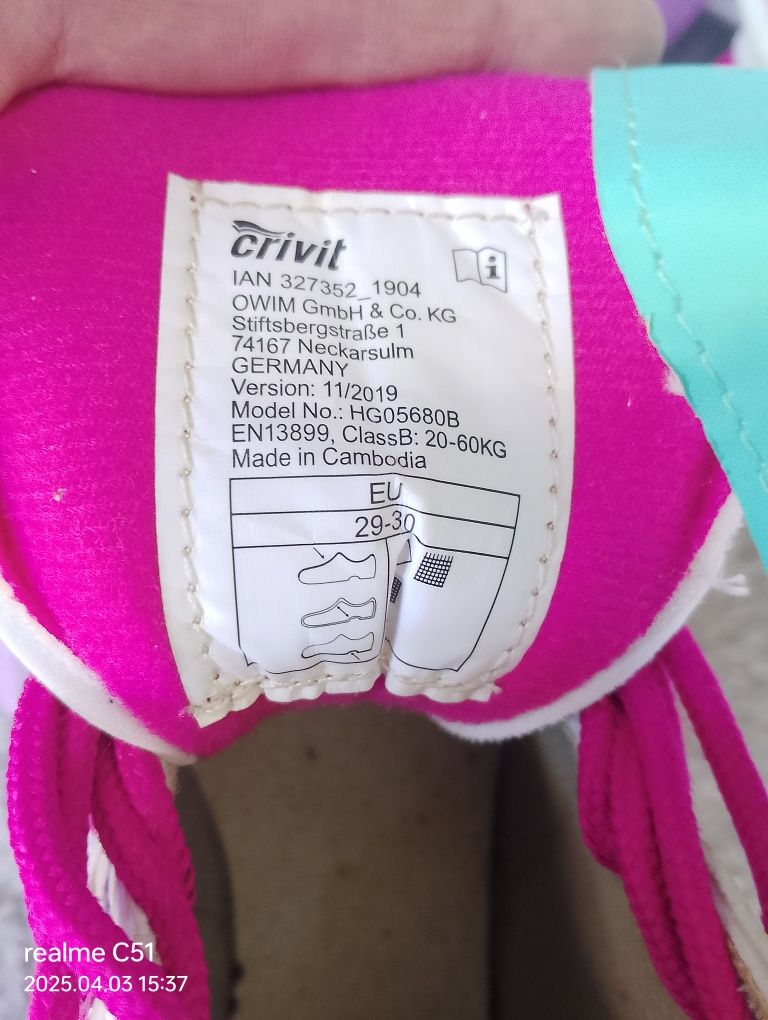 crivit
i
IAN 327352_1904
OWIM GmbH & Co. KG
Stiftsbergstraße 1
74167 Neckarsulm
GERMANY
Version: 11/2019
Model No.: HG05680B
EN13899, ClassB: 20-60KG
Made in Cambodia
EU
29-30
realme C51
2025.04.03 15:37